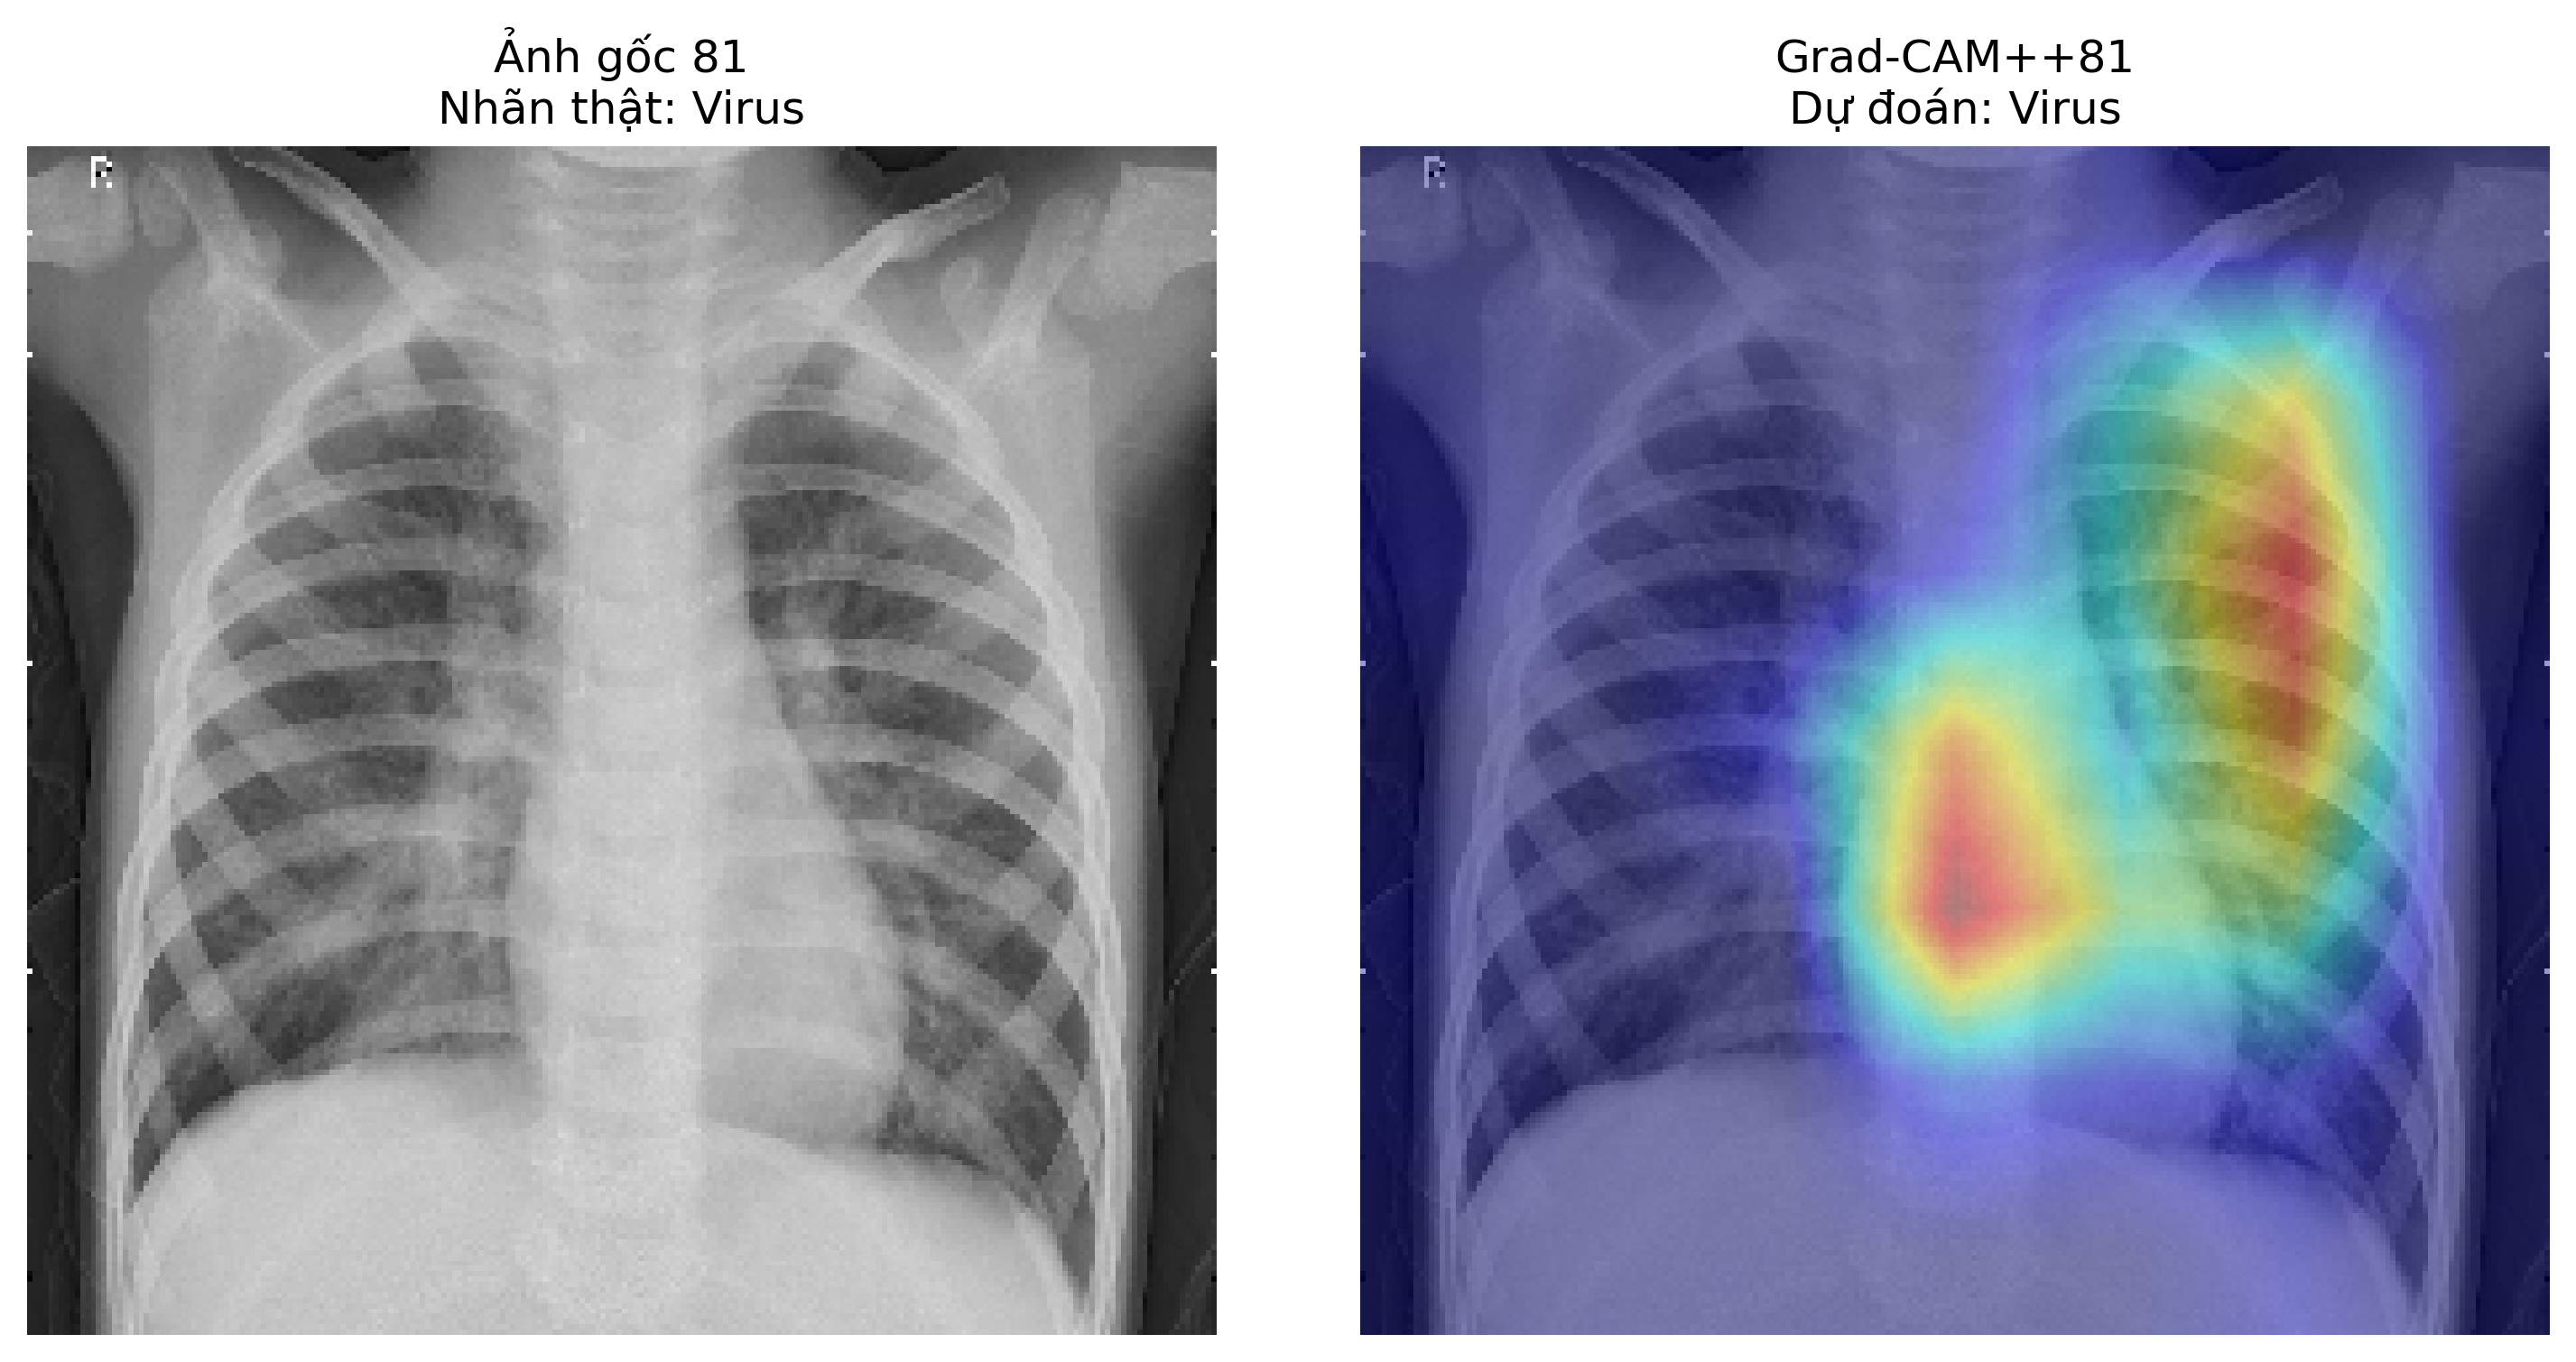 Ảnh gốc 81
Nhãn thật: Virus
Grad-CAM++81
Dự đoán: Virus
R
R